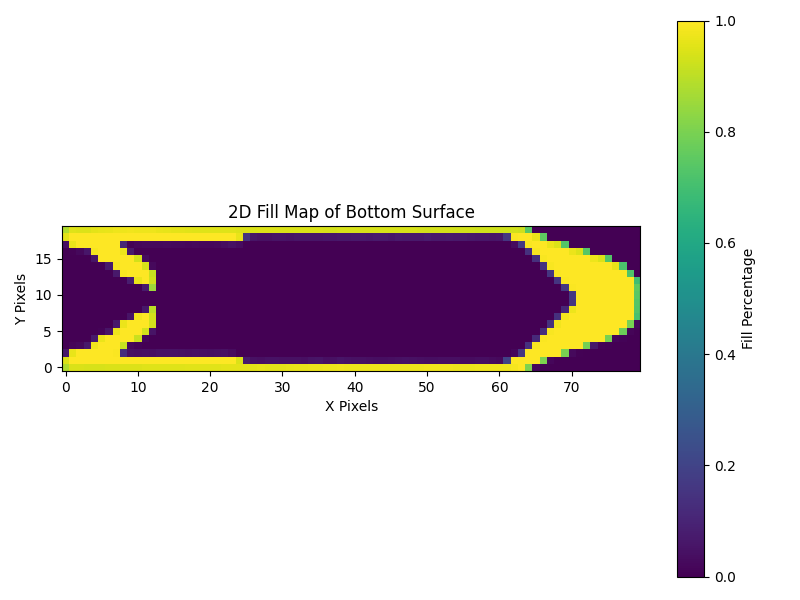 2D Fill Map of Bottom Surface
Y Pixels
15
10
5
0
0 10 20 30 40 50 60 70
X Pixels
1.0
0.8
0.6
0.4
0.2
0.0
Fill Percentage